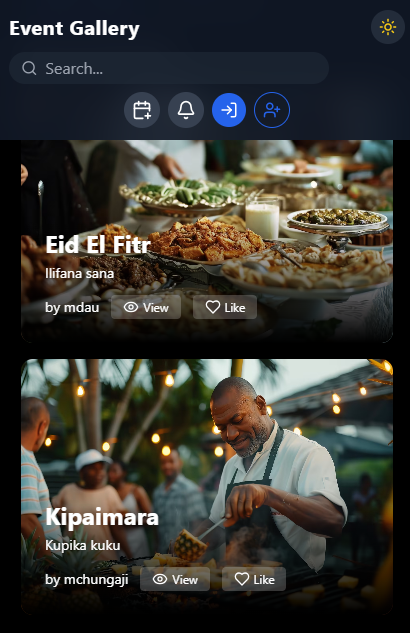 Event Gallery
Search...
Eid El Fitr
Ilifana sana
by mdau View Like
Kipaimara
Kupika kuku
by mchungaji View Like